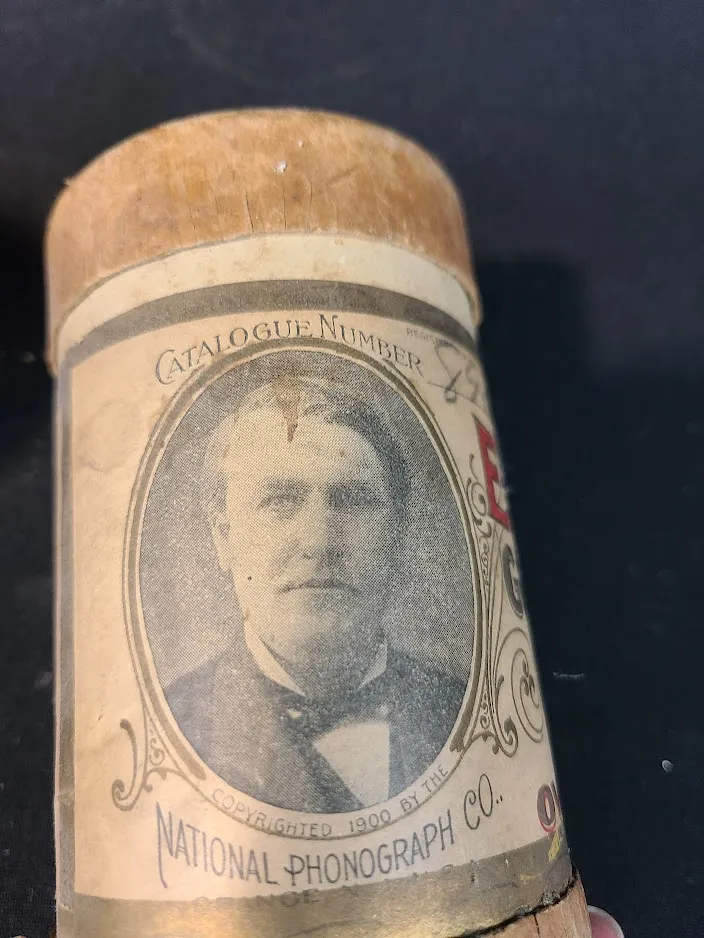 CATALOGUE NUMBER
E
G
COPYRIGHTED 1900 BY THE
NATIONAL PHONOGRAPH CO..